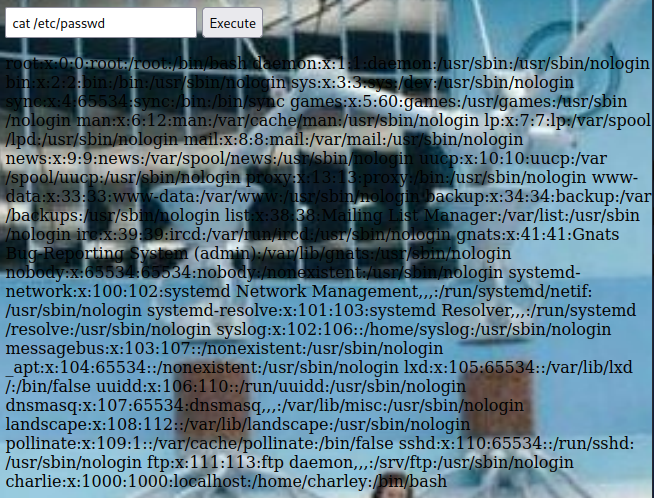 cat /etc/passwd Execute
root:x:0:0:root:/root:/bin/bash daemon:x:1:1:daemon:/usr/sbin:/usr/sbin/nologin
bin:x:2:2:bin:/bin:/usr/sbin/nologin sys:x:3:3:sys:/dev:/usr/sbin/nologin
sync:x:4:65534:sync:/bin:/bin/sync games:x:5:60:games:/usr/games:/usr/sbin
/nologin man:x:6:12:man:/var/cache/man:/usr/sbin/nologin lp:x:7:7:lp:/var/spool
/lpd:/usr/sbin/nologin mail:x:8:8:mail:/var/mail:/usr/sbin/nologin
news:x:9:9:news:/var/spool/news:/usr/sbin/nologin uucp:x:10:10:uucp:/var
/spool/uucp:/usr/sbin/nologin proxy:x:13:13:proxy:/bin:/usr/sbin/nologin www-
data:x:33:33:www-data:/var/www:/usr/sbin/nologin backup:x:34:34:backup:/var
/backups:/usr/sbin/nologin list:x:38:38:Mailing List Manager:/var/list:/usr/sbin
/nologin irc:x:39:39:ircd:/var/run/ircd:/usr/sbin/nologin gnats:x:41:41:Gnats
Bug-Reporting System (admin):/var/lib/gnats:/usr/sbin/nologin
nobody:x:65534:65534:nobody:/nonexistent:/usr/sbin/nologin systemd-
network:x:100:102:systemd Network Management,,,:/run/systemd/netif:
/usr/sbin/nologin systemd-resolve:x:101:103:systemd Resolver,,,:/run/systemd
/resolve:/usr/sbin/nologin syslog:x:102:106::/home/syslog:/usr/sbin/nologin
messagebus:x:103:107::/nonexistent:/usr/sbin/nologin
_apt:x:104:65534::/nonexistent:/usr/sbin/nologin lxd:x:105:65534::/var/lib/lxd
/:/bin/false uuidd:x:106:110::/run/uuidd:/usr/sbin/nologin
dnsmasq:x:107:65534:dnsmasq,,,:/var/lib/misc:/usr/sbin/nologin
landscape:x:108:112::/var/lib/landscape:/usr/sbin/nologin
pollinate:x:109:1::/var/cache/pollinate:/bin/false sshd:x:110:65534::/run/sshd:
/usr/sbin/nologin ftp:x:111:113:ftp daemon,,,:/srv/ftp:/usr/sbin/nologin
charlie:x:1000:1000:localhost:/home/charley:/bin/bash